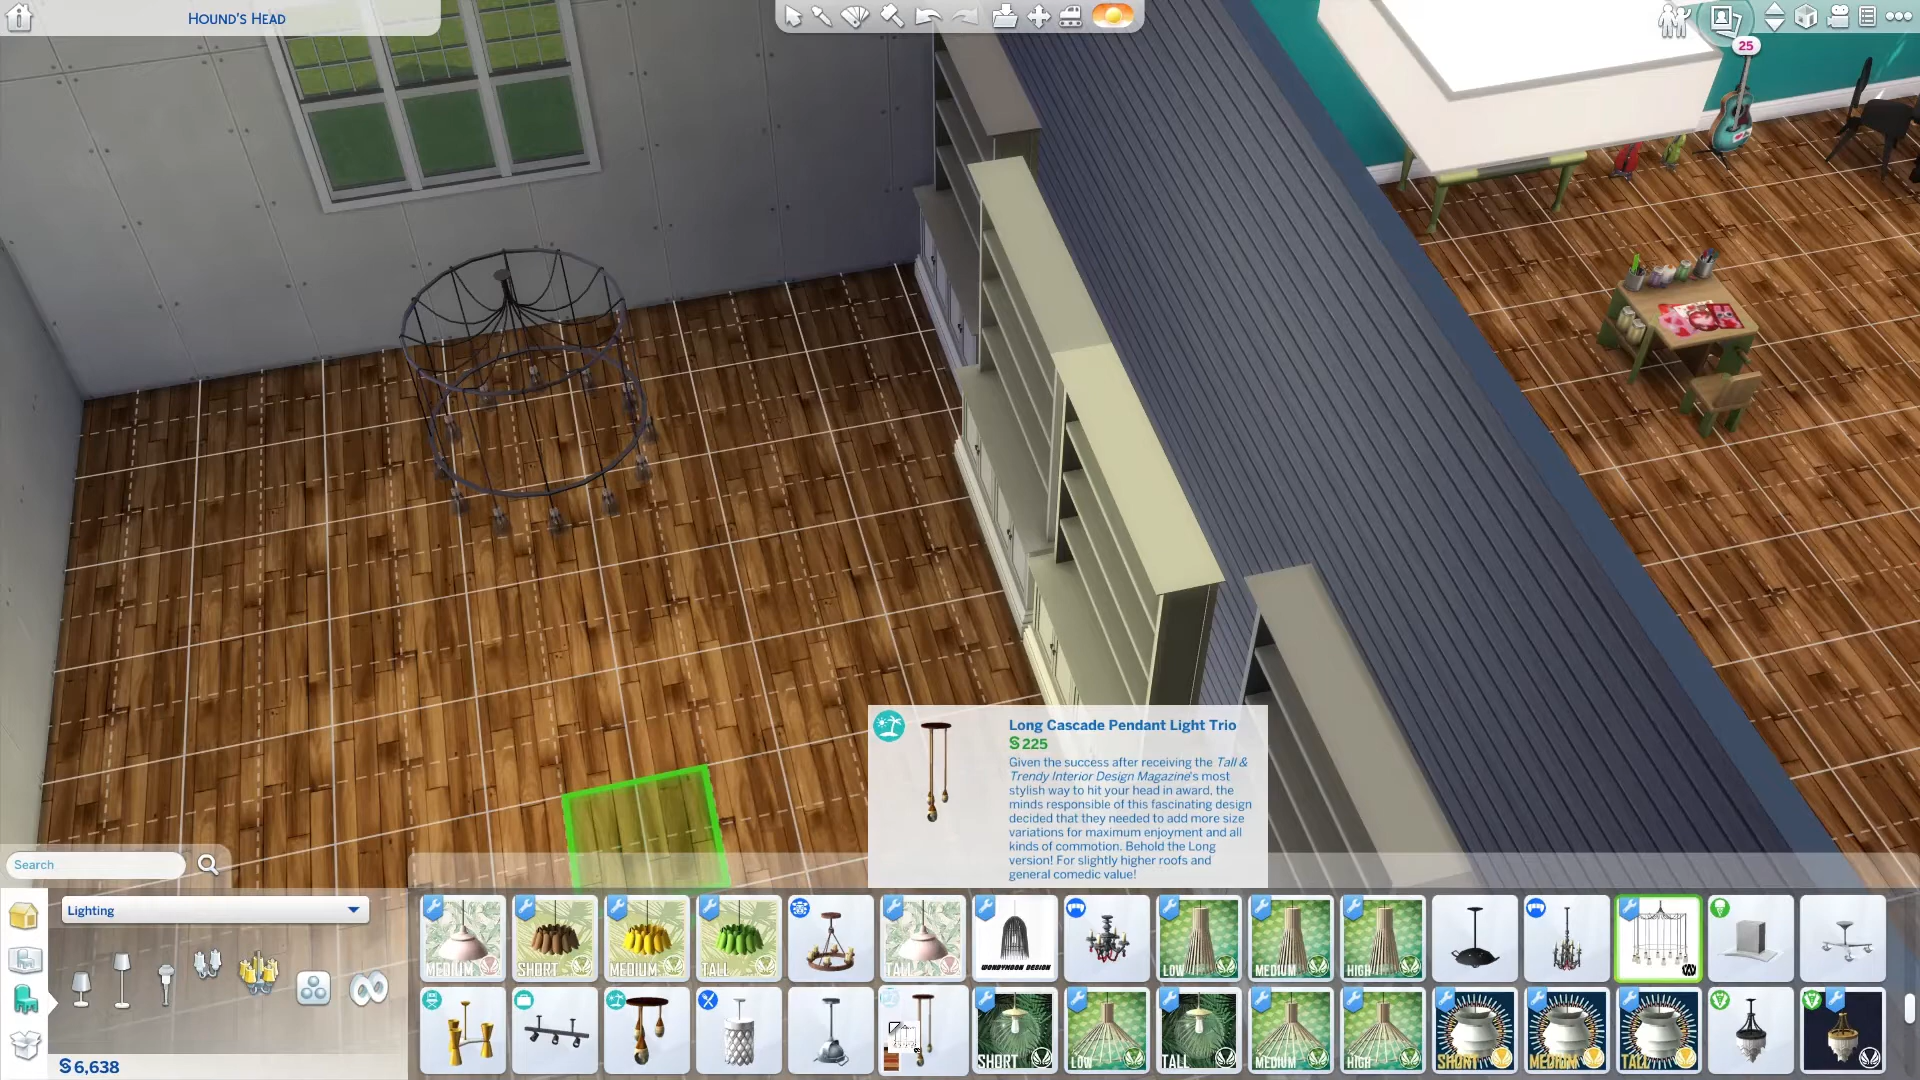 Hound's Head
25
Long Cascade Pendant Light Trio
§225
Given the success after receiving the Tall &
Trendy Interior Design Magazine's most
stylish way to hit your head in award, the
minds responsible of this fascinating design
decided that they needed to add more size
variations for maximum enjoyment and all
kinds of commotion. Behold the Long
version! For slightly higher roofs and
general comedic value!
Search
Lighting
MEDIUM
SHORT
MEDIUM
TALL
TALL
WONDYMOON DESIGN
LOW
MEDIUM
HIGH
SHORT
LOW
TALL
MEDIUM
HIGH
SHORT
MEDIUM
TALL
§6,638